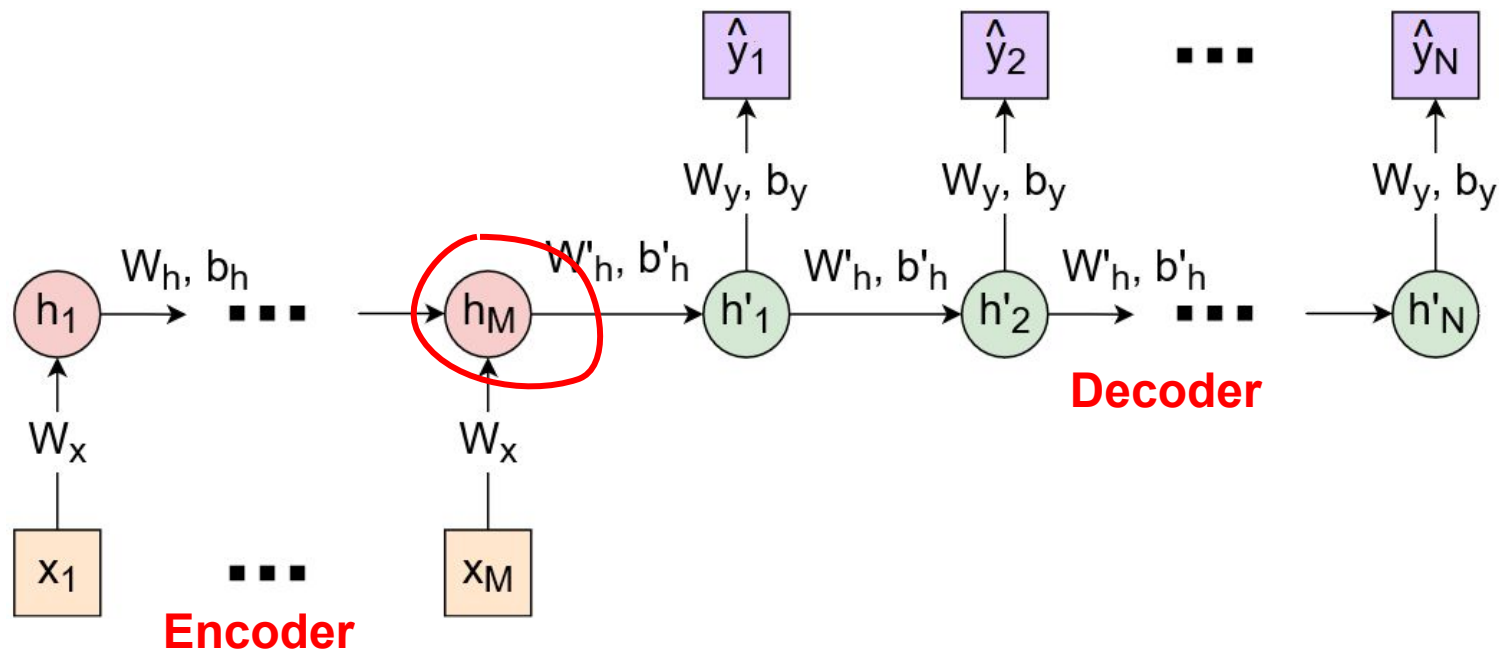 ŷ₁ ŷ₂ ... ŷN
Wy, by Wy, by Wy, by
Wh, bh W'h, b'h W'h, b'h W'h, b'h
h₁ ... hM h'₁ h'₂ ... h'N
Decoder
Wx Wx
x₁ ... xM
Encoder